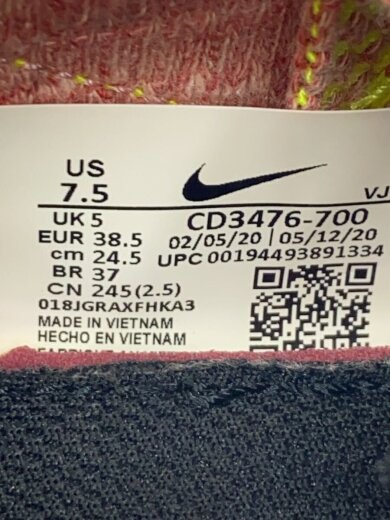 US
7.5
VJ
UK 5
CD3476-700
EUR 38.5
02/05/20 | 05/12/20
cm 24.5
UPC 00194493891334
BR 37
CN 245(2.5)
018JGRAXFHKA3
MADE IN VIETNAM
HECHO EN VIETNAM